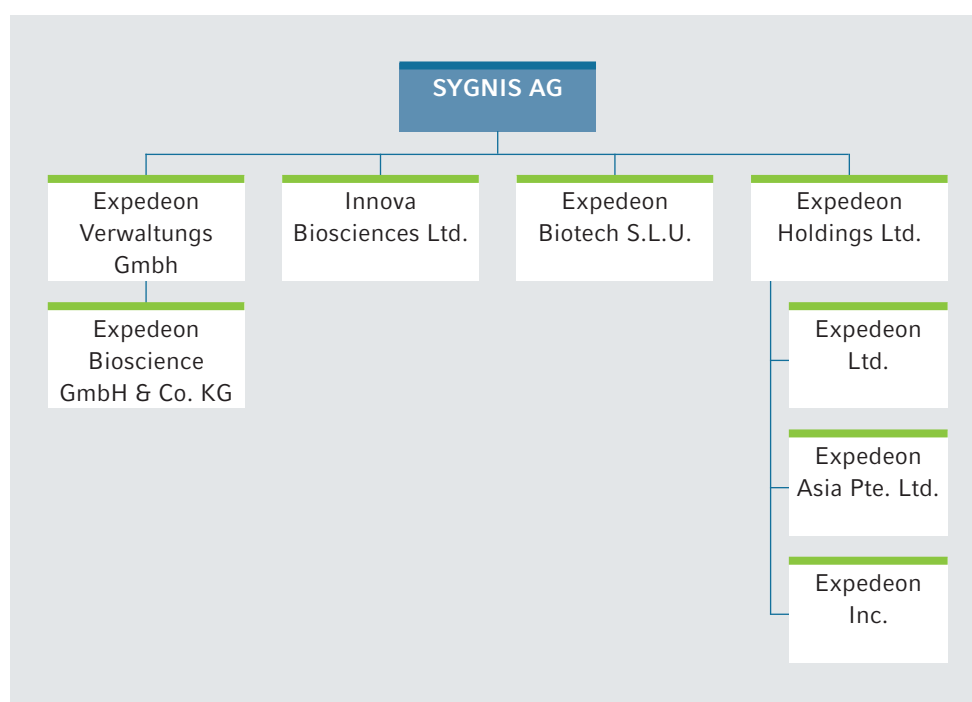 SYGNIS AG
Expedeon
Verwaltungs
Gmbh
Innova
Biosciences Ltd.
Expedeon
Biotech S.L.U.
Expedeon
Holdings Ltd.
Expedeon
Bioscience
GmbH & Co. KG
Expedeon
Ltd.
Expedeon
Asia Pte. Ltd.
Expedeon
Inc.